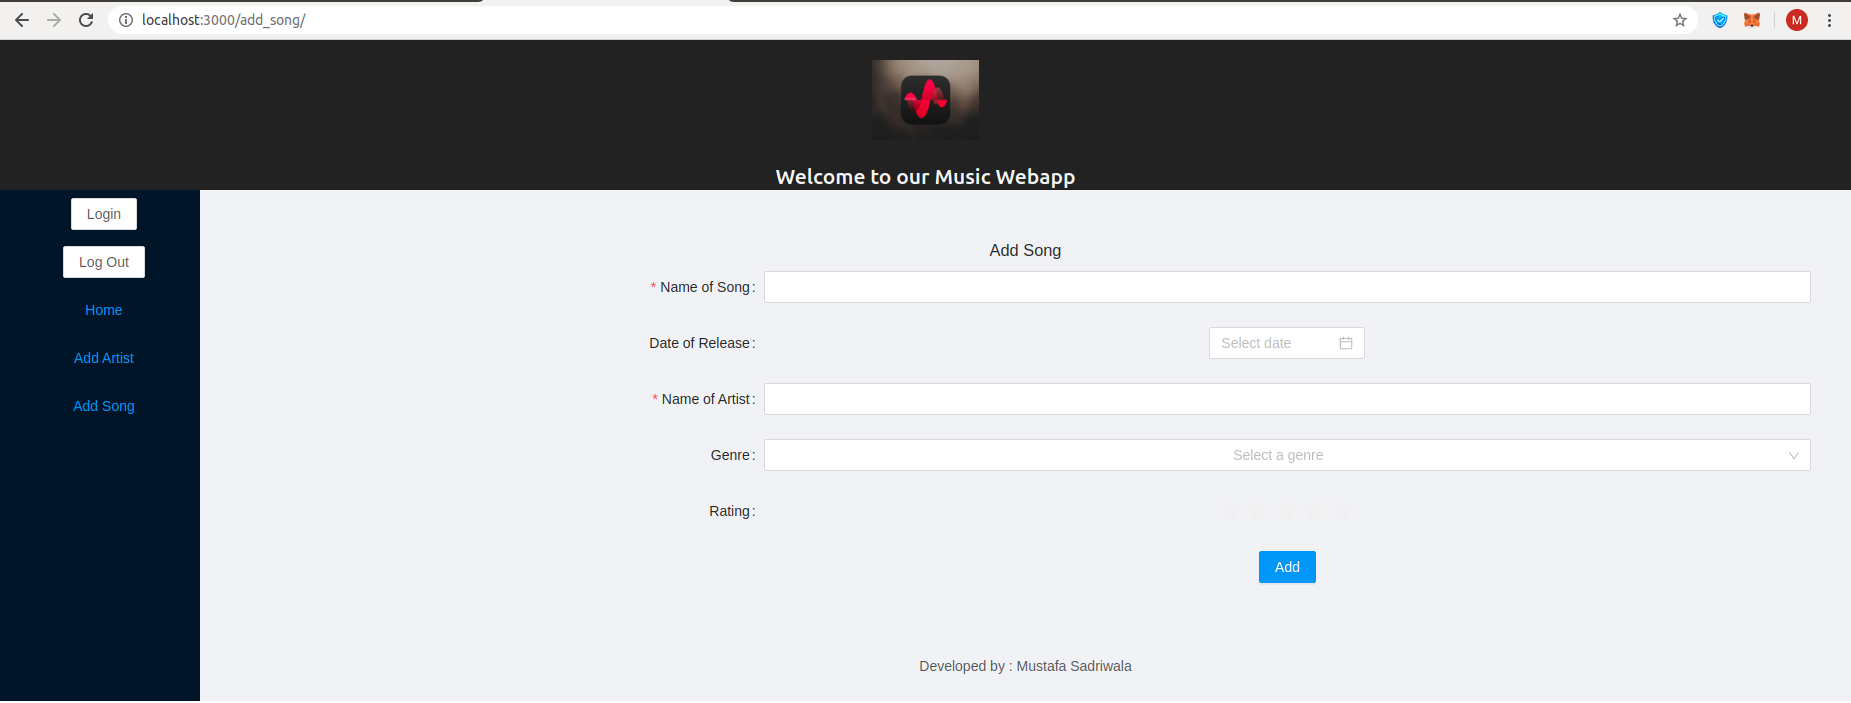 localhost:3000/add_song/
M
Welcome to our Music Webapp
Login
Log Out
Home
Add Artist
Add Song
Add Song
* Name of Song:
Date of Release: Select date
* Name of Artist:
Genre: Select a genre
Rating:
Add
Developed by : Mustafa Sadriwala